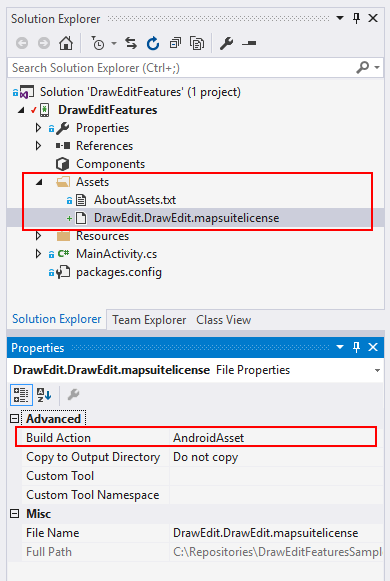 Solution Explorer
Search Solution Explorer (Ctrl+;)
Solution 'DrawEditFeatures' (1 project)
DrawEditFeatures
Properties
References
Components
Assets
AboutAssets.txt
DrawEdit.DrawEdit.mapsuitelicense
Resources
MainActivity.cs
packages.config
Solution Explorer Team Explorer Class View
Properties
DrawEdit.DrawEdit.mapsuitelicense File Properties
Advanced
Build Action AndroidAsset
Copy to Output Directory Do not copy
Custom Tool
Custom Tool Namespace
Misc
File Name DrawEdit.DrawEdit.mapsuitelicense
Full Path C:\Repositories\DrawEditFeaturesSampl